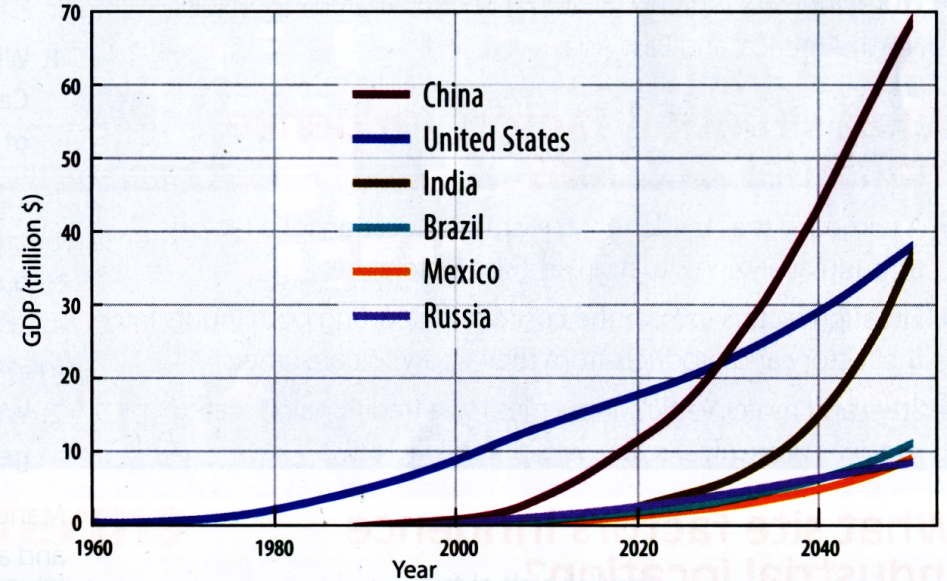 70
60
50
40
30
20
10
0
GDP (trillion $)
China
United States
India
Brazil
Mexico
Russia
1960
1980
2000
2020
2040
Year